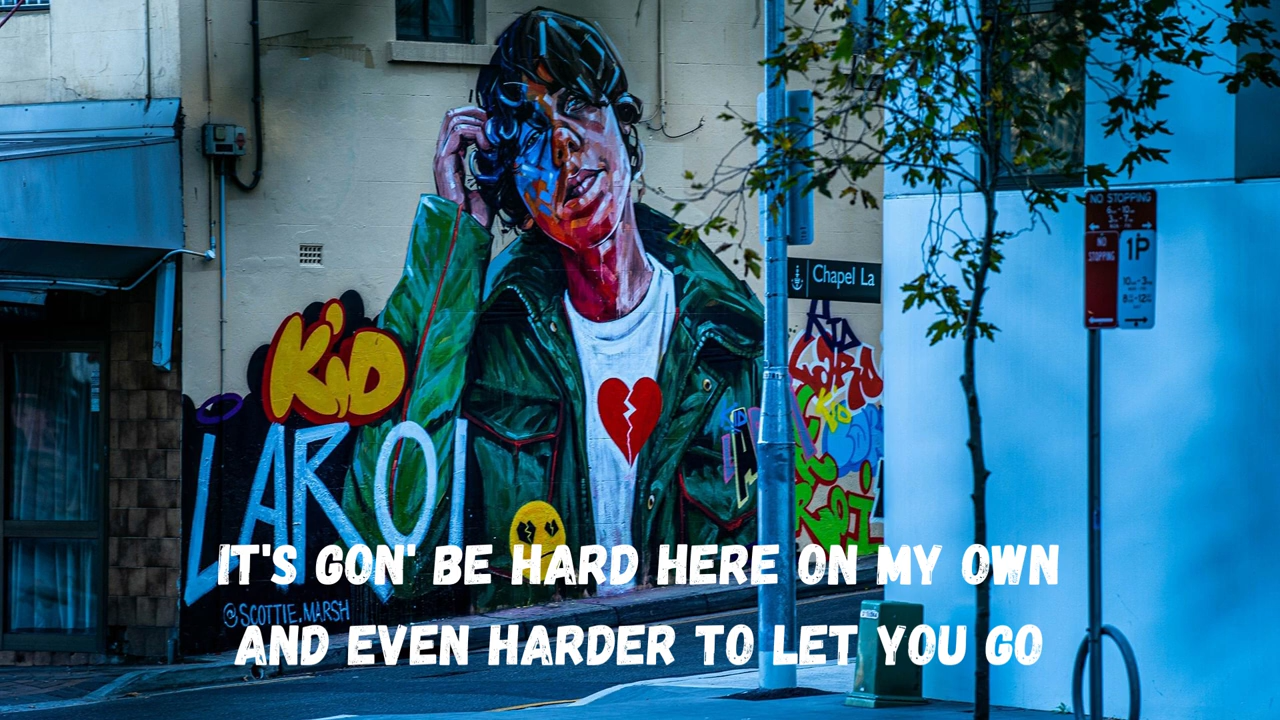 KiD
LAROI
@SCOTTIE.MARSH
Chapel La
NO STOPPING
NO
STOPPING
1P
IT'S GON' BE HARD HERE ON MY OWN
AND EVEN HARDER TO LET YOU GO